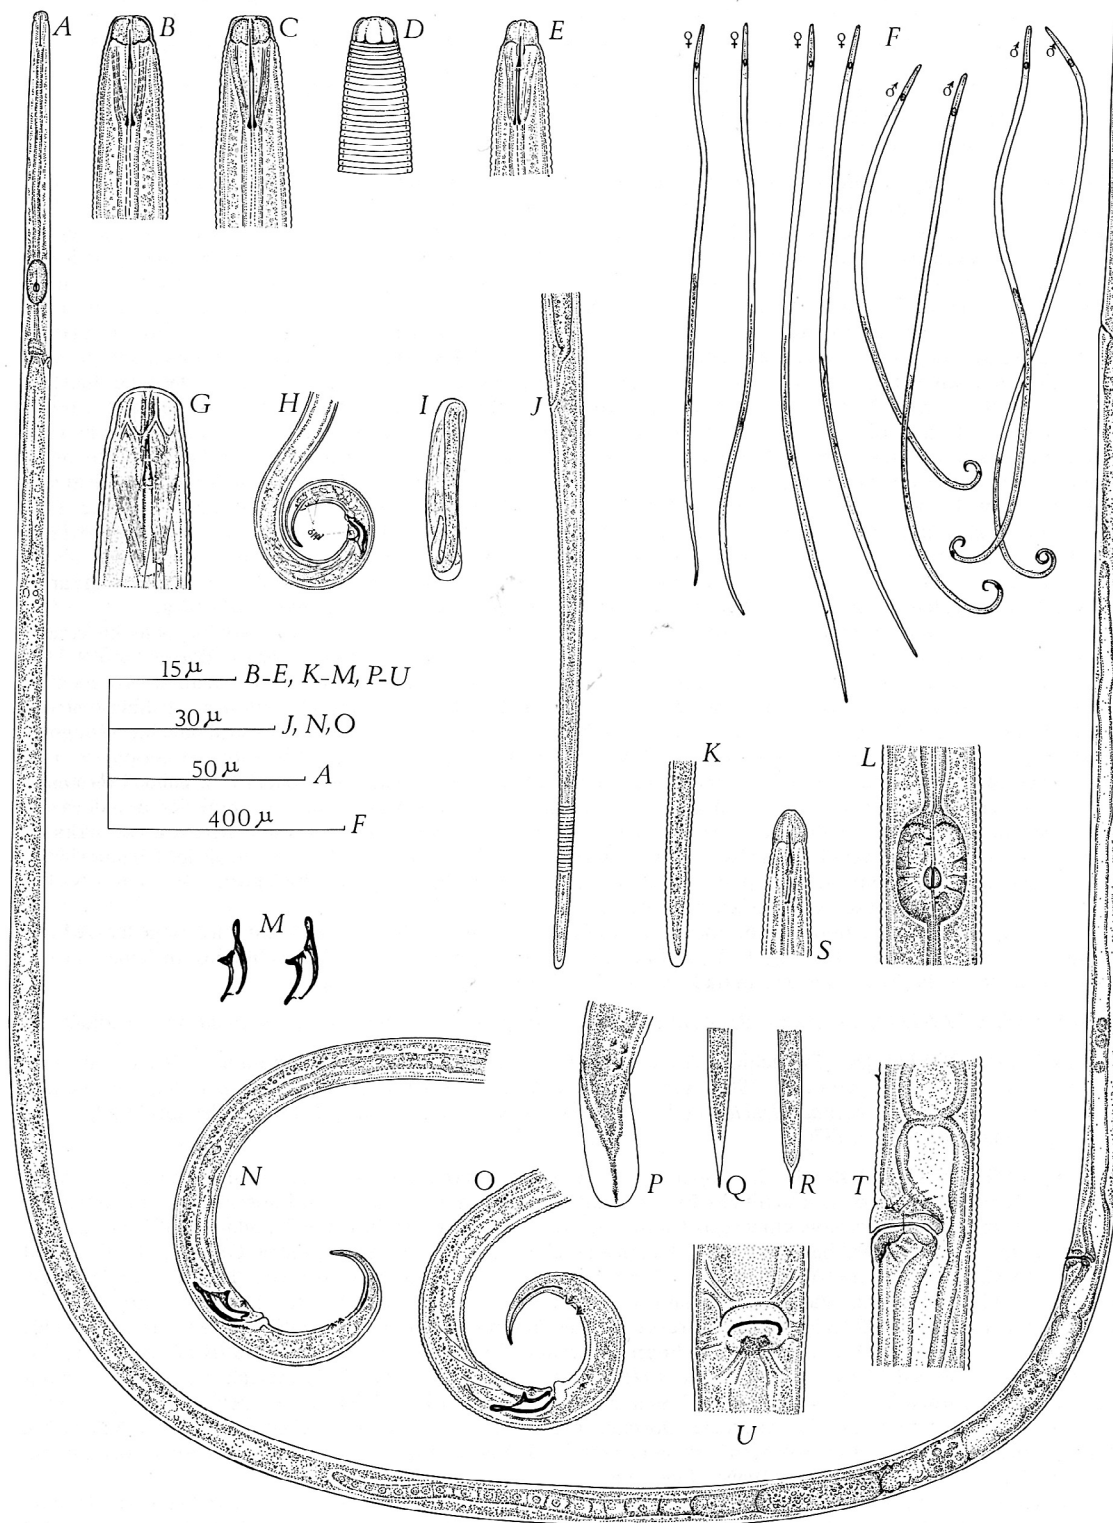 A
B
C
D
E
♀ ♀ ♀ ♀ F ♂ ♂ ♂ ♂
G
H
I
J
15 µ B-E, K-M, P-U
30 µ J, N, O
50 µ A
400 µ F
K
L
M
S
N
O
P
Q
R
T
U